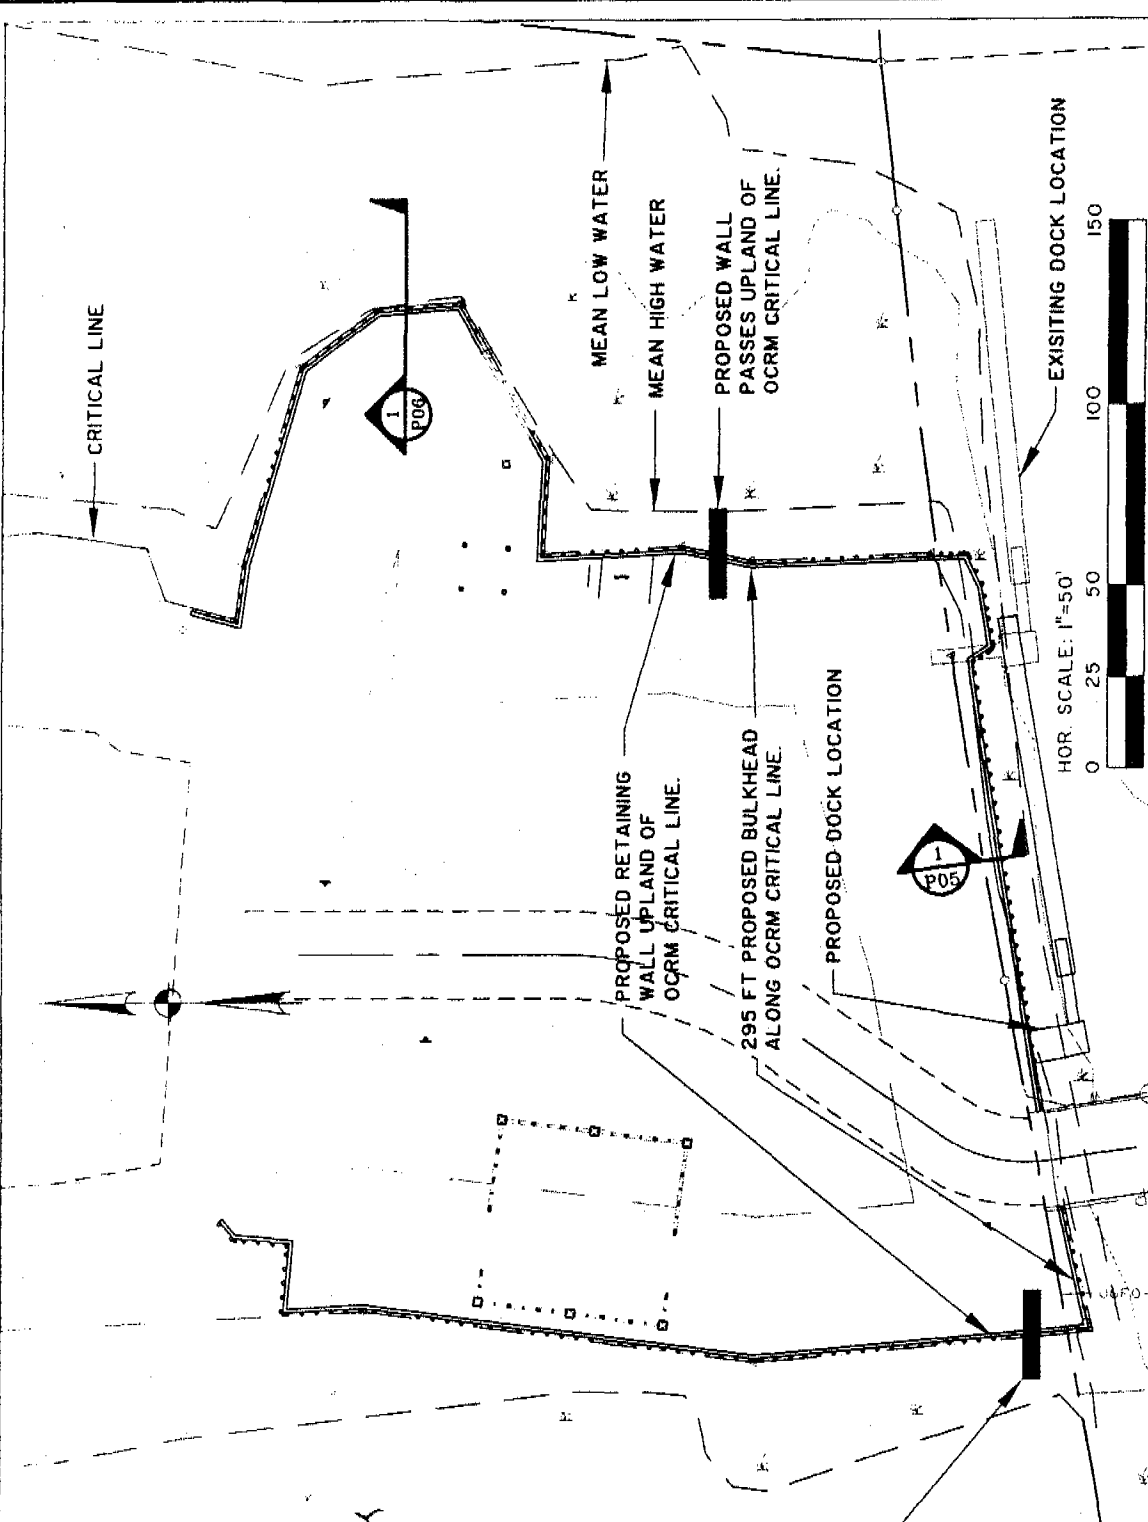 CRITICAL LINE
MEAN LOW WATER
MEAN HIGH WATER
PROPOSED WALL
PASSES UPLAND OF
OCRM CRITICAL LINE.
EXISITING DOCK LOCATION
1
P06
PROPOSED RETAINING
WALL UPLAND OF
OCRM CRITICAL LINE.
295 FT PROPOSED BULKHEAD
ALONG OCRM CRITICAL LINE.
PROPOSED DOCK LOCATION
1
P05
HOR. SCALE: 1"=50'
0 25 50 100 150